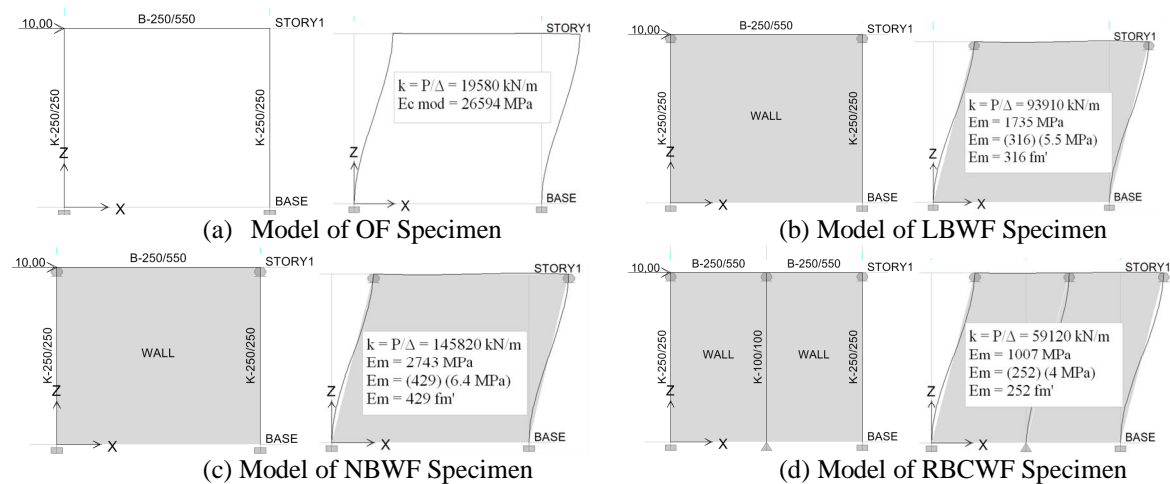 10,00
B-250/550
STORY1
K-250/250
K-250/250
Z
X
BASE
STORY1
k = P/Δ = 19580 kN/m
Ec mod = 26594 MPa
Z
X
BASE
(a) Model of OF Specimen
10,00
B-250/550
STORY1
K-250/250
WALL
K-250/250
Z
X
BASE
STORY1
k = P/Δ = 93910 kN/m
Em = 1735 MPa
Em = (316) (5.5 MPa)
Em = 316 fm'
Z
X
BASE
(b) Model of LBWF Specimen
10,00
B-250/550
STORY1
K-250/250
WALL
K-250/250
Z
X
BASE
STORY1
k = P/Δ = 145820 kN/m
Em = 2743 MPa
Em = (429) (6.4 MPa)
Em = 429 fm'
Z
X
BASE
(c) Model of NBWF Specimen
10,00
B-250/550
B-250/550
STORY1
K-250/250
WALL
K-100/100
WALL
K-250/250
Z
X
BASE
STORY1
k = P/Δ = 59120 kN/m
Em = 1007 MPa
Em = (252) (4 MPa)
Em = 252 fm'
Z
X
BASE
(d) Model of RBCWF Specimen